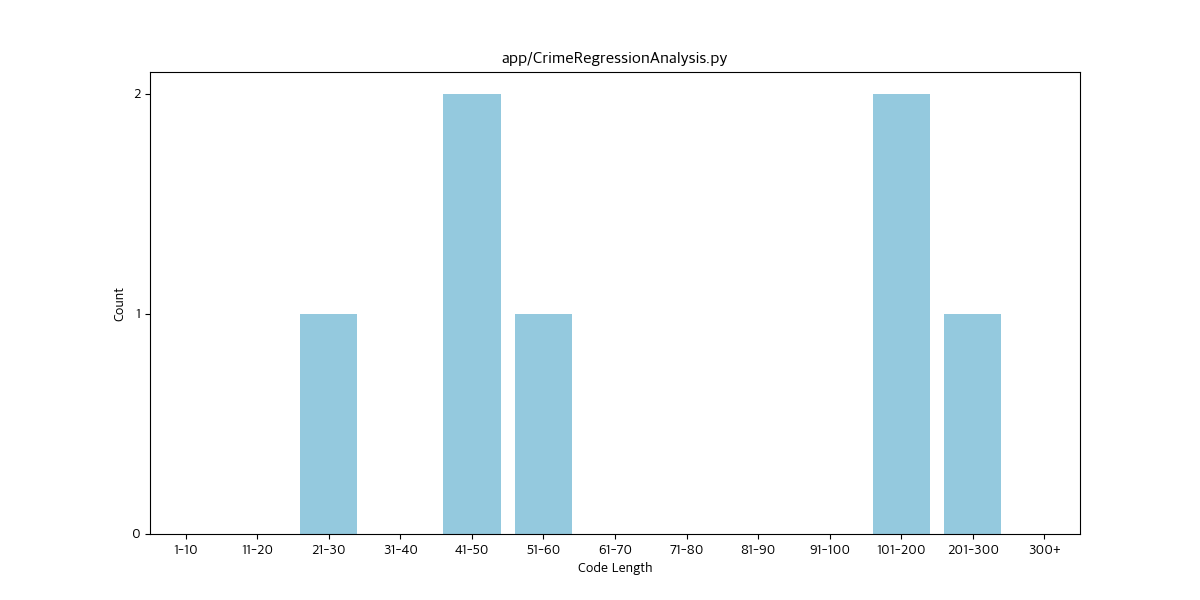 app/CrimeRegressionAnalysis.py
2
1
0
Count
1-10 11-20 21-30 31-40 41-50 51-60 61-70 71-80 81-90 91-100 101-200 201-300 300+
Code Length